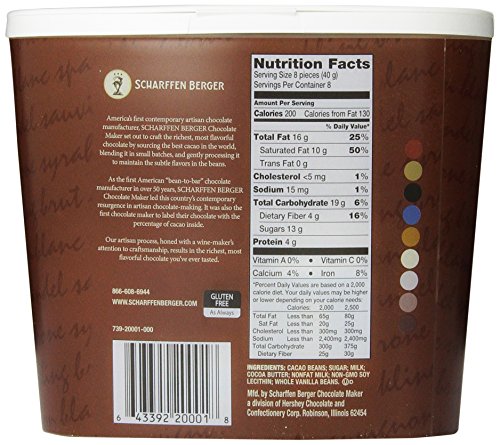 SCHARFFEN BERGER
America's first contemporary artisan chocolate
manufacturer, SCHARFFEN BERGER Chocolate
Maker set out to craft the richest, most flavorful
chocolate by sourcing the best cacao in the world,
blending it in small batches, and gently processing it
to maintain the subtle flavors in the beans.
As the first American "bean-to-bar" chocolate
manufacturer in over 50 years, SCHARFFEN BERGER
Chocolate Maker led this country's contemporary
resurgence in artisan chocolate-making. It was also
the first chocolate maker to label their chocolate with the
percentage of cacao inside.
Our artisan process, honed with a wine-maker's
attention to craftsmanship, results in the richest, most
flavorful chocolate you've ever tasted.
866-608-6944
WWW.SCHARFFENBERGER.COM
GLUTEN
FREE
As Always
739-20001-000
6 43392 20001 8
Nutrition Facts
Serving Size 8 pieces (40 g)
Servings Per Container 8
Amount Per Serving
Calories 200 Calories from Fat 130
% Daily Value*
Total Fat 16 g 25%
Saturated Fat 10 g 50%
Trans Fat 0 g
Cholesterol <5 mg 1%
Sodium 15 mg 1%
Total Carbohydrate 19 g 6%
Dietary Fiber 4 g 16%
Sugars 13 g
Protein 4 g
Vitamin A 0% • Vitamin C 0%
Calcium 4% • Iron 8%
*Percent Daily Values are based on a 2,000
calorie diet. Your daily values may be higher
or lower depending on your calorie needs:
Calories: 2,000 2,500
Total Fat Less than 65g 80g
Sat Fat Less than 20g 25g
Cholesterol Less than 300mg 300mg
Sodium Less than 2,400mg 2,400mg
Total Carbohydrate 300g 375g
Dietary Fiber 25g 30g
INGREDIENTS: CACAO BEANS; SUGAR; MILK;
COCOA BUTTER; NONFAT MILK; NON-GMO SOY
LECITHIN; WHOLE VANILLA BEANS.
Mfd. by Scharffen Berger Chocolate Maker
a division of Hershey Chocolate and
Confectionery Corp. Robinson, Illinois 62454